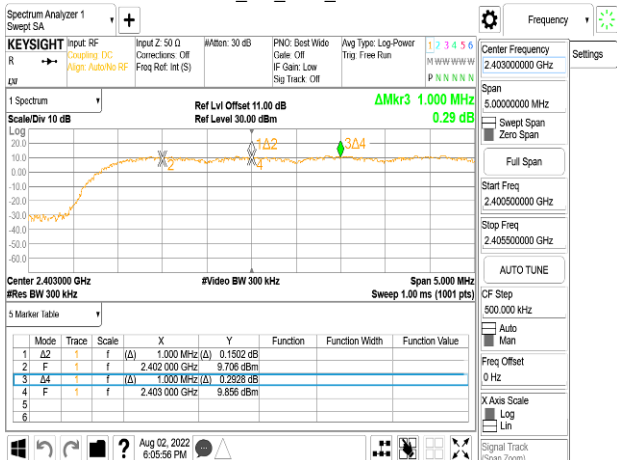 Spectrum Analyzer 1
Swept SA
+
Frequency
KEYSIGHT Input: RF
R
Coupling: DC
Align: Auto/No RF
Input Z: 50 Ω
Corrections: Off
Freq Ref: Int (S)
#Atten: 30 dB
PNO: Best Wide
Gate: Off
IF Gain: Low
Sig Track: Off
Avg Type: Log-Power
Trig: Free Run
1 2 3 4 5 6
M W W W W W
P N N N N N
Center Frequency
2.403000000 GHz
Settings
Span
5.00000000 MHz
Swept Span
Zero Span
Full Span
Start Freq
2.400500000 GHz
Stop Freq
2.405500000 GHz
AUTO TUNE
CF Step
500.000 kHz
Auto
Man
Freq Offset
0 Hz
X Axis Scale
Log
Lin
Signal Track
(Span Zoom)
1 Spectrum
Scale/Div 10 dB
Ref Lvl Offset 11.00 dB
Ref Level 30.00 dBm
ΔMkr3 1.000 MHz
0.29 dB
Log
20.0
10.0
0.00
-10.0
-20.0
-30.0
-40.0
-50.0
-60.0
2
1Δ2
4
3Δ4
Center 2.403000 GHz
#Res BW 300 kHz
#Video BW 300 kHz
Span 5.000 MHz
Sweep 1.00 ms (1001 pts)
5 Marker Table
Mode Trace Scale X Y Function Function Width Function Value
1 Δ2 1 f (Δ) 1.000 MHz (Δ) 0.1502 dB
2 F 1 f 2.402 000 GHz 9.706 dBm
3 Δ4 1 f (Δ) 1.000 MHz (Δ) 0.2928 dB
4 F 1 f 2.403 000 GHz 9.856 dBm
5
6
?
Aug 02, 2022
6:05:56 PM